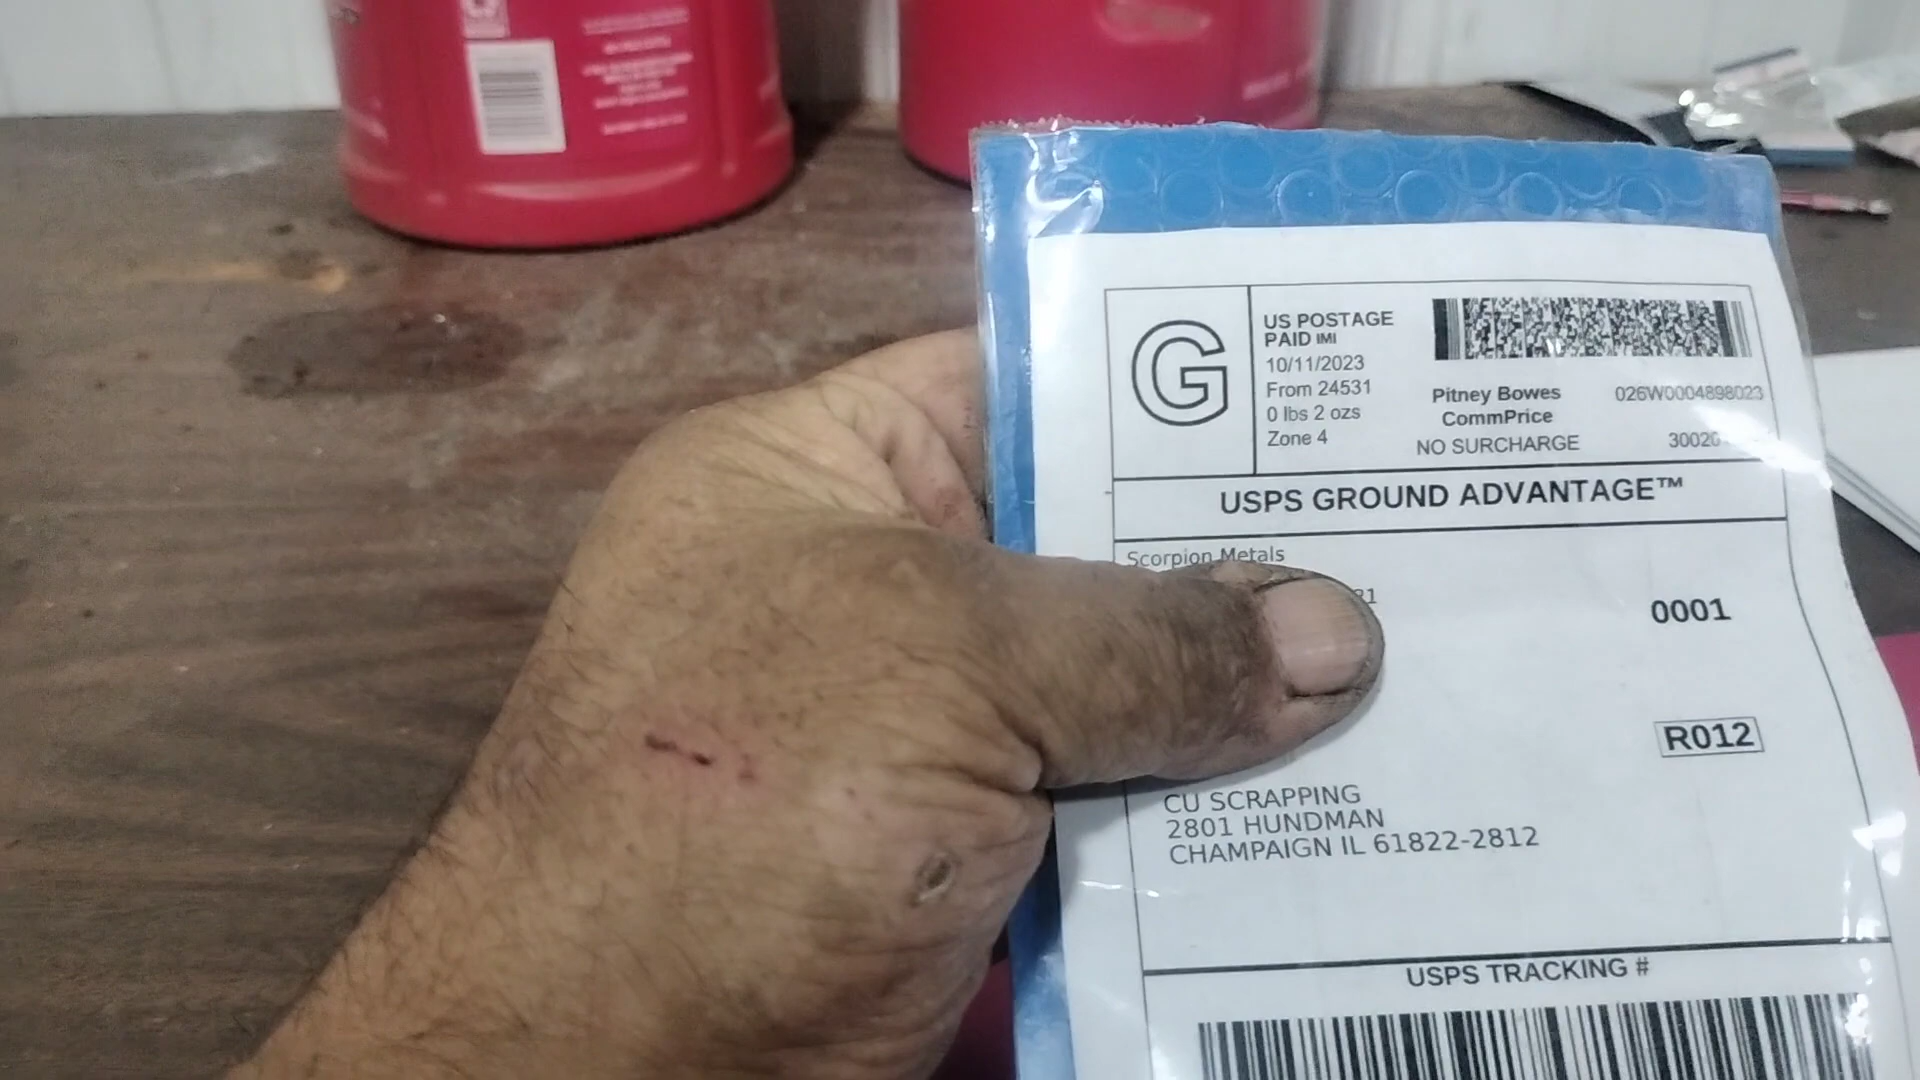 G
US POSTAGE
PAID IMI
10/11/2023
From 24531
0 lbs 2 ozs
Zone 4
Pitney Bowes
CommPrice
NO SURCHARGE
026W0004898023
30020
USPS GROUND ADVANTAGE™
Scorpion Metals
31
0001
R012
CU SCRAPPING
2801 HUNDMAN
CHAMPAIGN IL 61822-2812
USPS TRACKING #